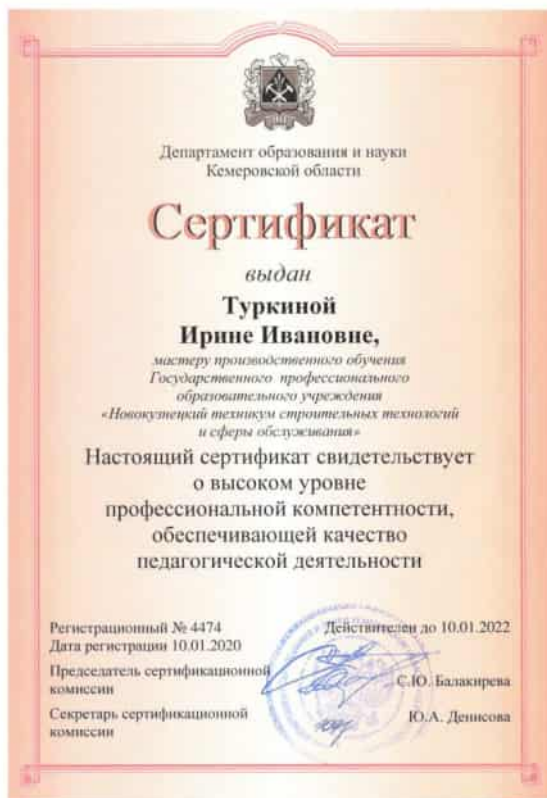 Департамент образования и науки
Кемеровской области
Сертификат
выдан
Туркиной
Ирине Ивановне,
мастеру производственного обучения
Государственного профессионального
образовательного учреждения
«Новокузнецкий техникум строительных технологий
и сферы обслуживания»
Настоящий сертификат свидетельствует
о высоком уровне
профессиональной компетентности,
обеспечивающей качество
педагогической деятельности
Регистрационный № 4474
Действителен до 10.01.2022
Дата регистрации 10.01.2020
Председатель сертификационной
комиссии
С.Ю. Балакирева
Секретарь сертификационной
комиссии
Ю.А. Денисова